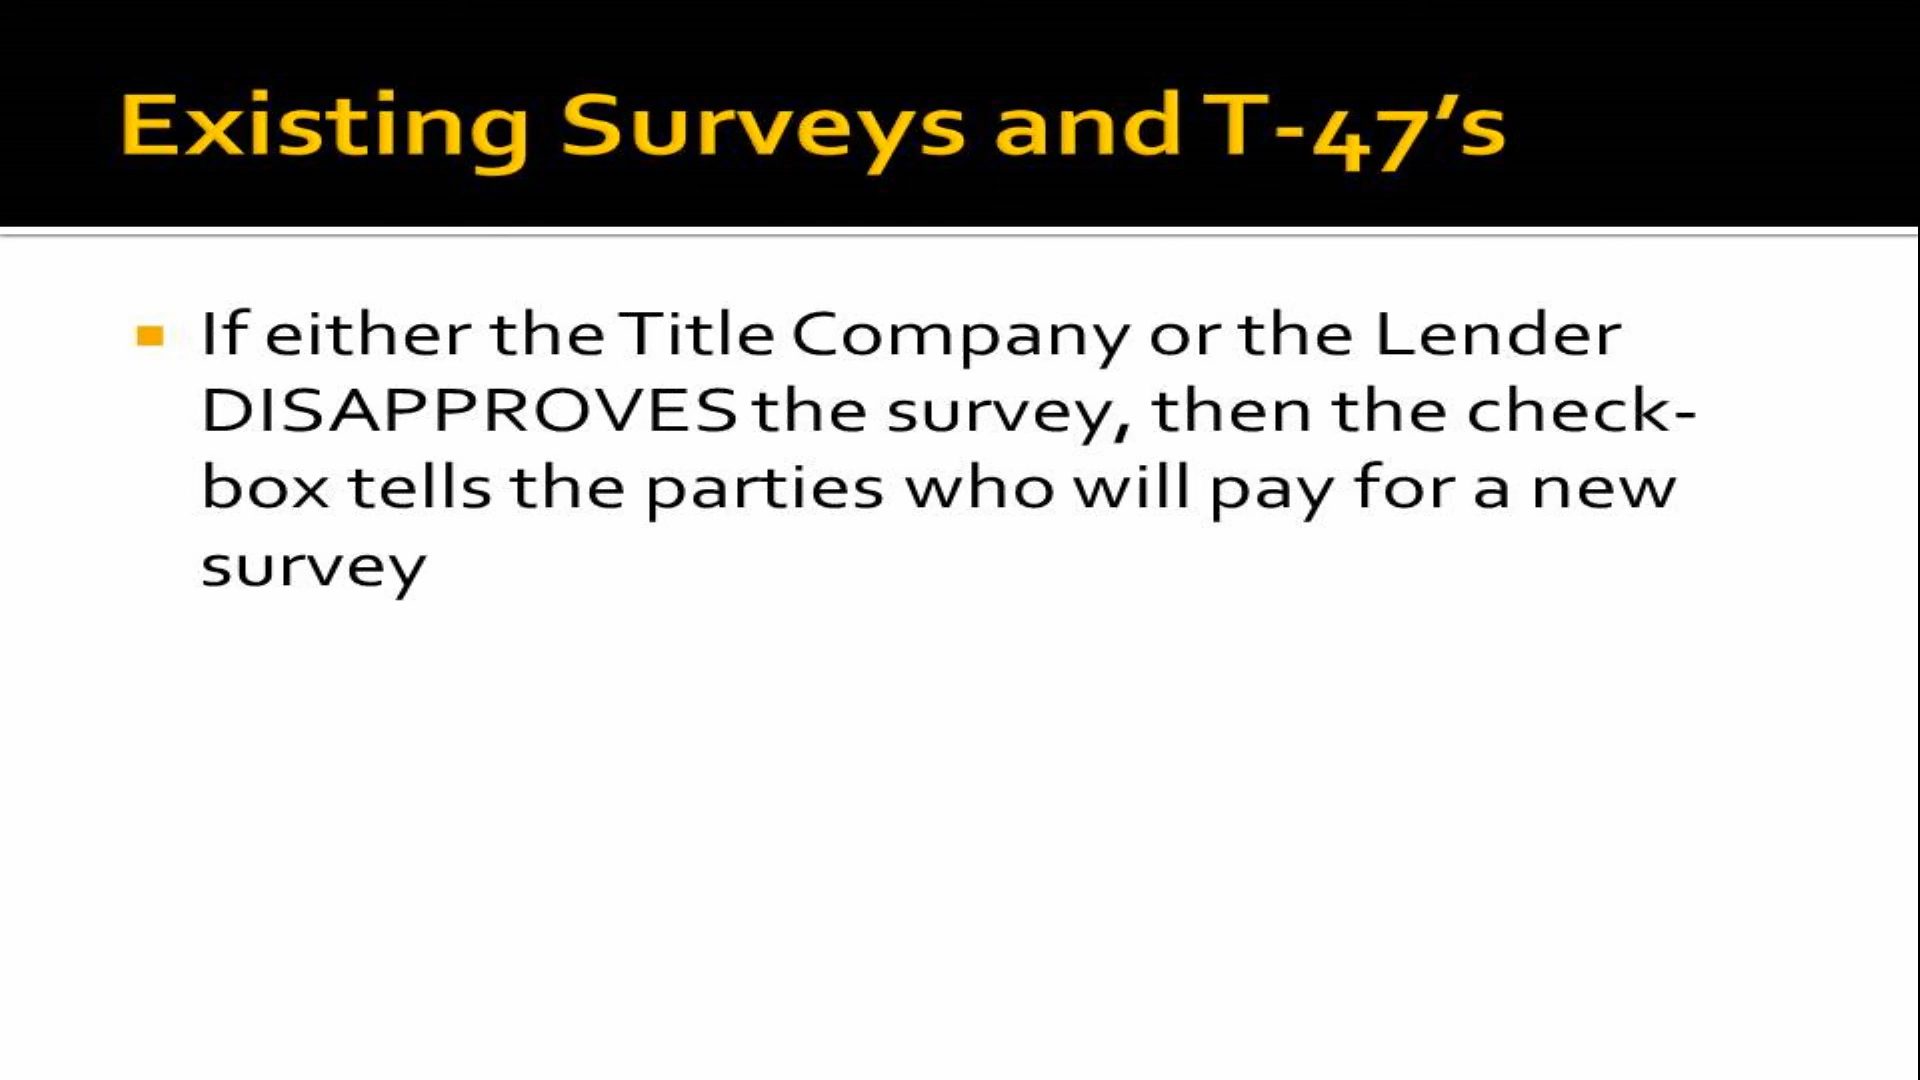 Existing Surveys and T-47's
If either the Title Company or the Lender
DISAPPROVES the survey, then the check-
box tells the parties who will pay for a new
survey